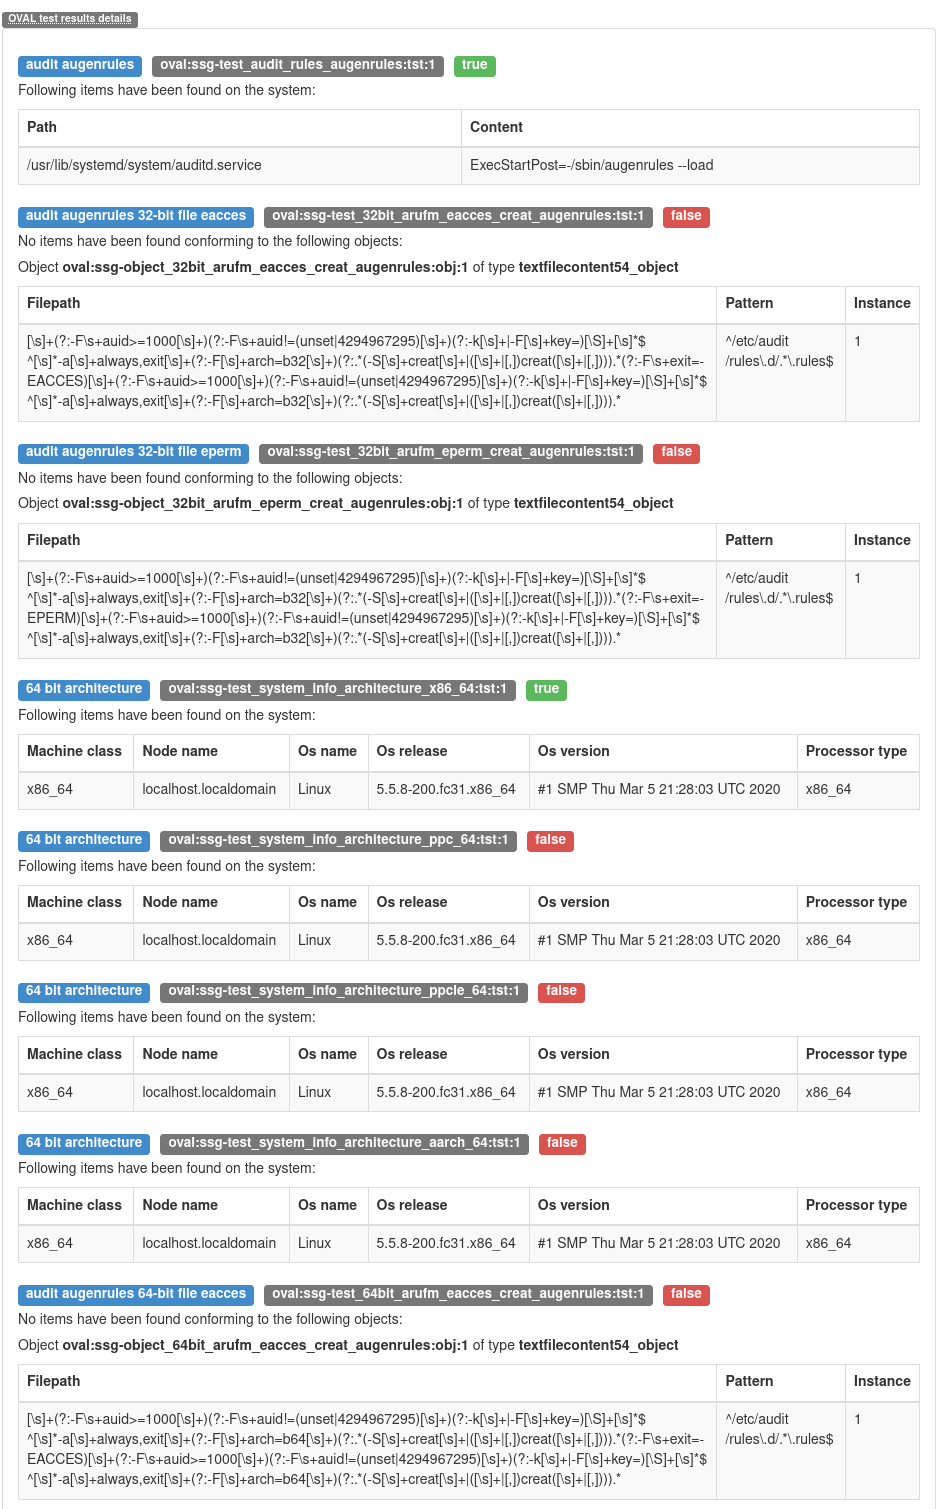 OVAL test results details
audit augenrules oval:ssg-test_audit_rules_augenrules:tst:1 true
Following items have been found on the system:
Path Content
/usr/lib/systemd/system/auditd.service ExecStartPost=-/sbin/augenrules --load
audit augenrules 32-bit file eacces oval:ssg-test_32bit_arufm_eacces_creat_augenrules:tst:1 false
No items have been found conforming to the following objects:
Object oval:ssg-object_32bit_arufm_eacces_creat_augenrules:obj:1 of type textfilecontent54_object
Filepath Pattern Instance
[\s]+(?:-F\s+auid>=1000[\s]+)(?:-F\s+auid!=(unset|4294967295)[\s]+)(?:-k[\s]+|-F[\s]+key=)[\S]+[\s]*$ ^/etc/audit 1
^[\s]*-a[\s]+always,exit[\s]+(?:-F[\s]+arch=b32[\s]+)(?:.*(-S[\s]+creat[\s]+|([\s]+|[,])creat([\s]+|[,]))).*(?:-F\s+exit=- /rules\.d/.*\.rules$
EACCES)[\s]+(?:-F\s+auid>=1000[\s]+)(?:-F\s+auid!=(unset|4294967295)[\s]+)(?:-k[\s]+|-F[\s]+key=)[\S]+[\s]*$
^[\s]*-a[\s]+always,exit[\s]+(?:-F[\s]+arch=b32[\s]+)(?:.*(-S[\s]+creat[\s]+|([\s]+|[,])creat([\s]+|[,]))).*
audit augenrules 32-bit file eperm oval:ssg-test_32bit_arufm_eperm_creat_augenrules:tst:1 false
No items have been found conforming to the following objects:
Object oval:ssg-object_32bit_arufm_eperm_creat_augenrules:obj:1 of type textfilecontent54_object
Filepath Pattern Instance
[\s]+(?:-F\s+auid>=1000[\s]+)(?:-F\s+auid!=(unset|4294967295)[\s]+)(?:-k[\s]+|-F[\s]+key=)[\S]+[\s]*$ ^/etc/audit 1
^[\s]*-a[\s]+always,exit[\s]+(?:-F[\s]+arch=b32[\s]+)(?:.*(-S[\s]+creat[\s]+|([\s]+|[,])creat([\s]+|[,]))).*(?:-F\s+exit=- /rules\.d/.*\.rules$
EPERM)[\s]+(?:-F\s+auid>=1000[\s]+)(?:-F\s+auid!=(unset|4294967295)[\s]+)(?:-k[\s]+|-F[\s]+key=)[\S]+[\s]*$
^[\s]*-a[\s]+always,exit[\s]+(?:-F[\s]+arch=b32[\s]+)(?:.*(-S[\s]+creat[\s]+|([\s]+|[,])creat([\s]+|[,]))).*
64 bit architecture oval:ssg-test_system_info_architecture_x86_64:tst:1 true
Following items have been found on the system:
Machine class Node name Os name Os release Os version Processor type
x86_64 localhost.localdomain Linux 5.5.8-200.fc31.x86_64 #1 SMP Thu Mar 5 21:28:03 UTC 2020 x86_64
64 bit architecture oval:ssg-test_system_info_architecture_ppc_64:tst:1 false
Following items have been found on the system:
Machine class Node name Os name Os release Os version Processor type
x86_64 localhost.localdomain Linux 5.5.8-200.fc31.x86_64 #1 SMP Thu Mar 5 21:28:03 UTC 2020 x86_64
64 bit architecture oval:ssg-test_system_info_architecture_ppcle_64:tst:1 false
Following items have been found on the system:
Machine class Node name Os name Os release Os version Processor type
x86_64 localhost.localdomain Linux 5.5.8-200.fc31.x86_64 #1 SMP Thu Mar 5 21:28:03 UTC 2020 x86_64
64 bit architecture oval:ssg-test_system_info_architecture_aarch_64:tst:1 false
Following items have been found on the system:
Machine class Node name Os name Os release Os version Processor type
x86_64 localhost.localdomain Linux 5.5.8-200.fc31.x86_64 #1 SMP Thu Mar 5 21:28:03 UTC 2020 x86_64
audit augenrules 64-bit file eacces oval:ssg-test_64bit_arufm_eacces_creat_augenrules:tst:1 false
No items have been found conforming to the following objects:
Object oval:ssg-object_64bit_arufm_eacces_creat_augenrules:obj:1 of type textfilecontent54_object
Filepath Pattern Instance
[\s]+(?:-F\s+auid>=1000[\s]+)(?:-F\s+auid!=(unset|4294967295)[\s]+)(?:-k[\s]+|-F[\s]+key=)[\S]+[\s]*$ ^/etc/audit 1
^[\s]*-a[\s]+always,exit[\s]+(?:-F[\s]+arch=b64[\s]+)(?:.*(-S[\s]+creat[\s]+|([\s]+|[,])creat([\s]+|[,]))).*(?:-F\s+exit=- /rules\.d/.*\.rules$
EACCES)[\s]+(?:-F\s+auid>=1000[\s]+)(?:-F\s+auid!=(unset|4294967295)[\s]+)(?:-k[\s]+|-F[\s]+key=)[\S]+[\s]*$
^[\s]*-a[\s]+always,exit[\s]+(?:-F[\s]+arch=b64[\s]+)(?:.*(-S[\s]+creat[\s]+|([\s]+|[,])creat([\s]+|[,]))).*